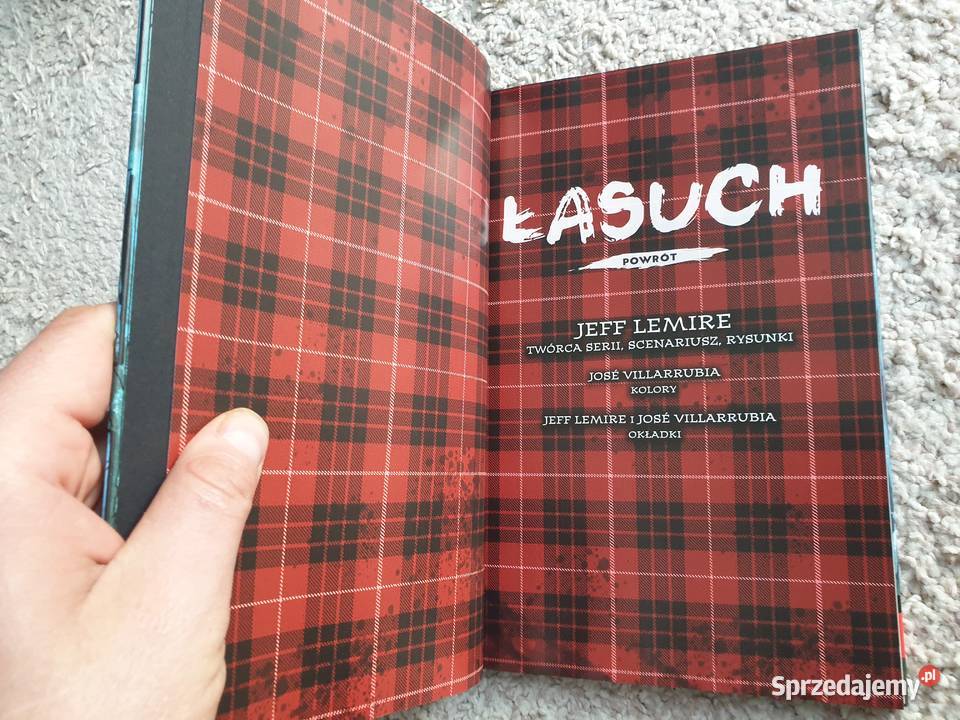 ŁASUCH
POWRÓT
JEFF LEMIRE
TWÓRCA SERII, SCENARIUSZ, RYSUNKI
JOSÉ VILLARRUBIA
KOLORY
JEFF LEMIRE I JOSÉ VILLARRUBIA
OKŁADKI
Sprzedajemy.pl